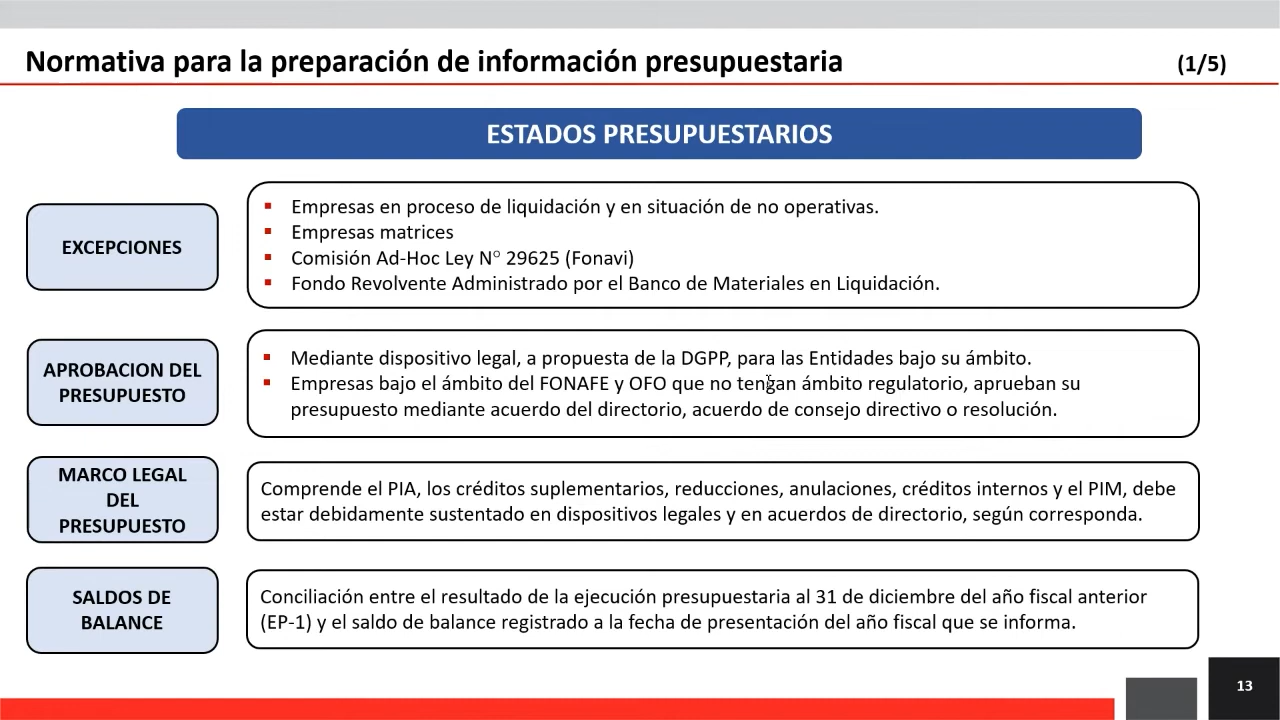 Normativa para la preparación de información presupuestaria (1/5)
ESTADOS PRESUPUESTARIOS
EXCEPCIONES
▪ Empresas en proceso de liquidación y en situación de no operativas.
▪ Empresas matrices
▪ Comisión Ad-Hoc Ley N° 29625 (Fonavi)
▪ Fondo Revolvente Administrado por el Banco de Materiales en Liquidación.
APROBACION DEL
PRESUPUESTO
▪ Mediante dispositivo legal, a propuesta de la DGPP, para las Entidades bajo su ámbito.
▪ Empresas bajo el ámbito del FONAFE y OFO que no tengan ámbito regulatorio, aprueban su
presupuesto mediante acuerdo del directorio, acuerdo de consejo directivo o resolución.
MARCO LEGAL
DEL
PRESUPUESTO
Comprende el PIA, los créditos suplementarios, reducciones, anulaciones, créditos internos y el PIM, debe
estar debidamente sustentado en dispositivos legales y en acuerdos de directorio, según corresponda.
SALDOS DE
BALANCE
Conciliación entre el resultado de la ejecución presupuestaria al 31 de diciembre del año fiscal anterior
(EP-1) y el saldo de balance registrado a la fecha de presentación del año fiscal que se informa.
13